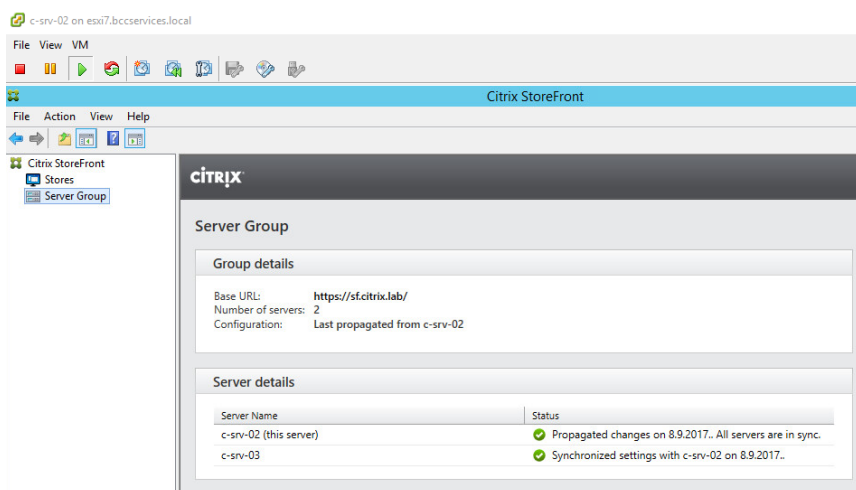 c-srv-02 on esxi7.bccservices.local
File View VM
Citrix StoreFront
File Action View Help
Citrix StoreFront
Stores
Server Group
CİTRIX
Server Group
Group details
Base URL: https://sf.citrix.lab/
Number of servers: 2
Configuration: Last propagated from c-srv-02
Server details
Server Name Status
c-srv-02 (this server) Propagated changes on 8.9.2017.. All servers are in sync.
c-srv-03 Synchronized settings with c-srv-02 on 8.9.2017..